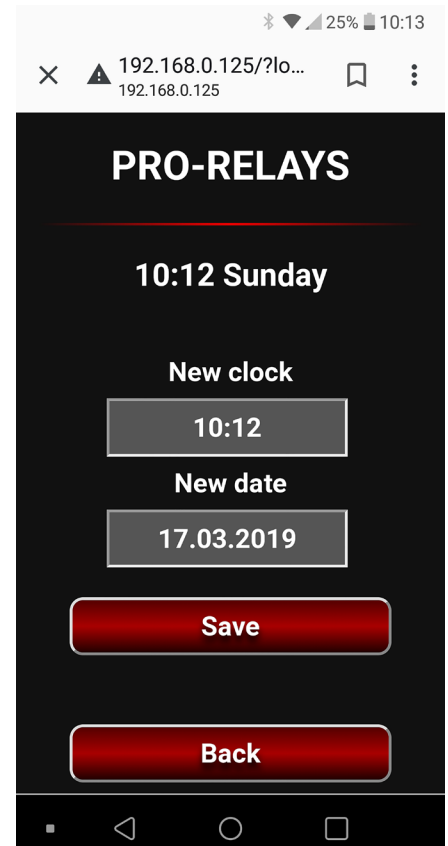 25% 10:13
192.168.0.125/?lo...
192.168.0.125
PRO-RELAYS
10:12 Sunday
New clock
10:12
New date
17.03.2019
Save
Back